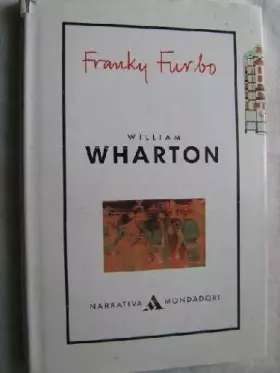 Franky Furbo
WILLIAM
WHARTON
NARRATIVA MONDADORI